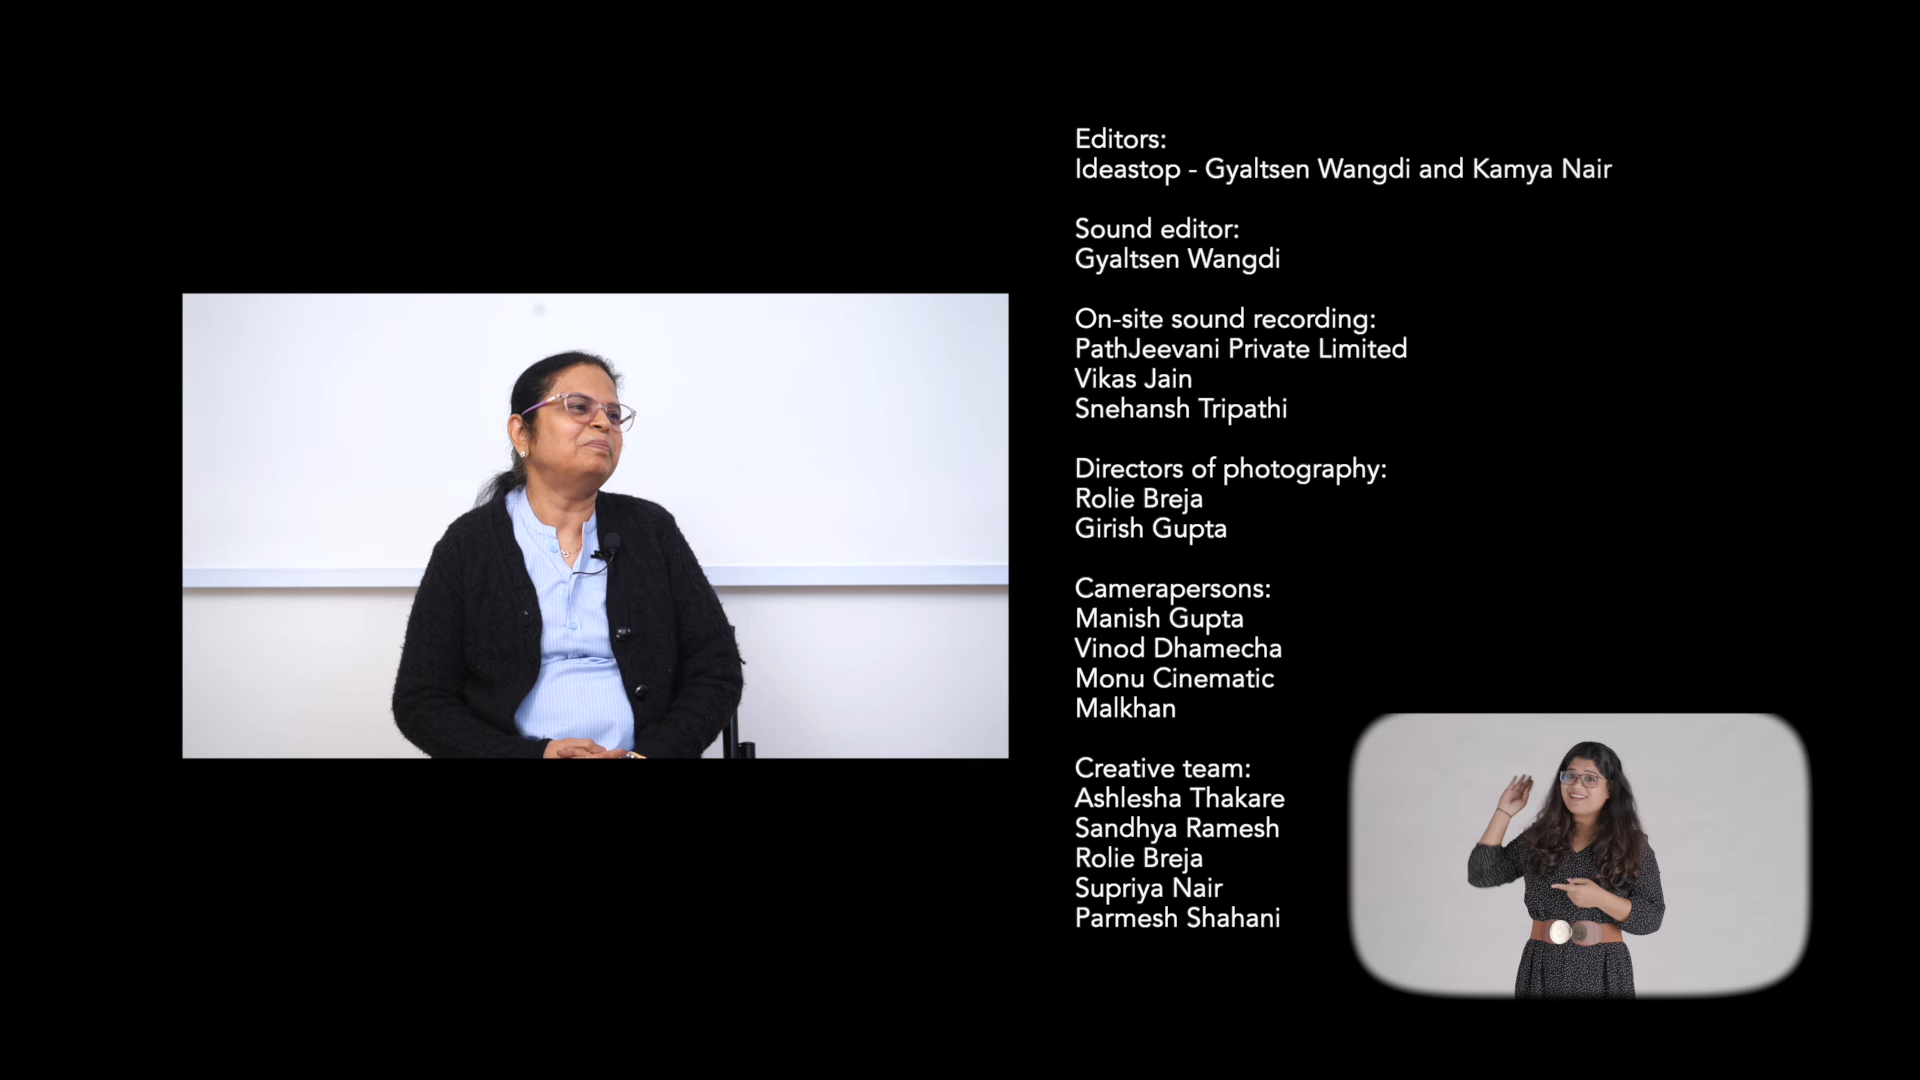 Editors:
Ideastop - Gyaltsen Wangdi and Kamya Nair
Sound editor:
Gyaltsen Wangdi
On-site sound recording:
PathJeevani Private Limited
Vikas Jain
Snehansh Tripathi
Directors of photography:
Rolie Breja
Girish Gupta
Camerapersons:
Manish Gupta
Vinod Dhamecha
Monu Cinematic
Malkhan
Creative team:
Ashlesha Thakare
Sandhya Ramesh
Rolie Breja
Supriya Nair
Parmesh Shahani